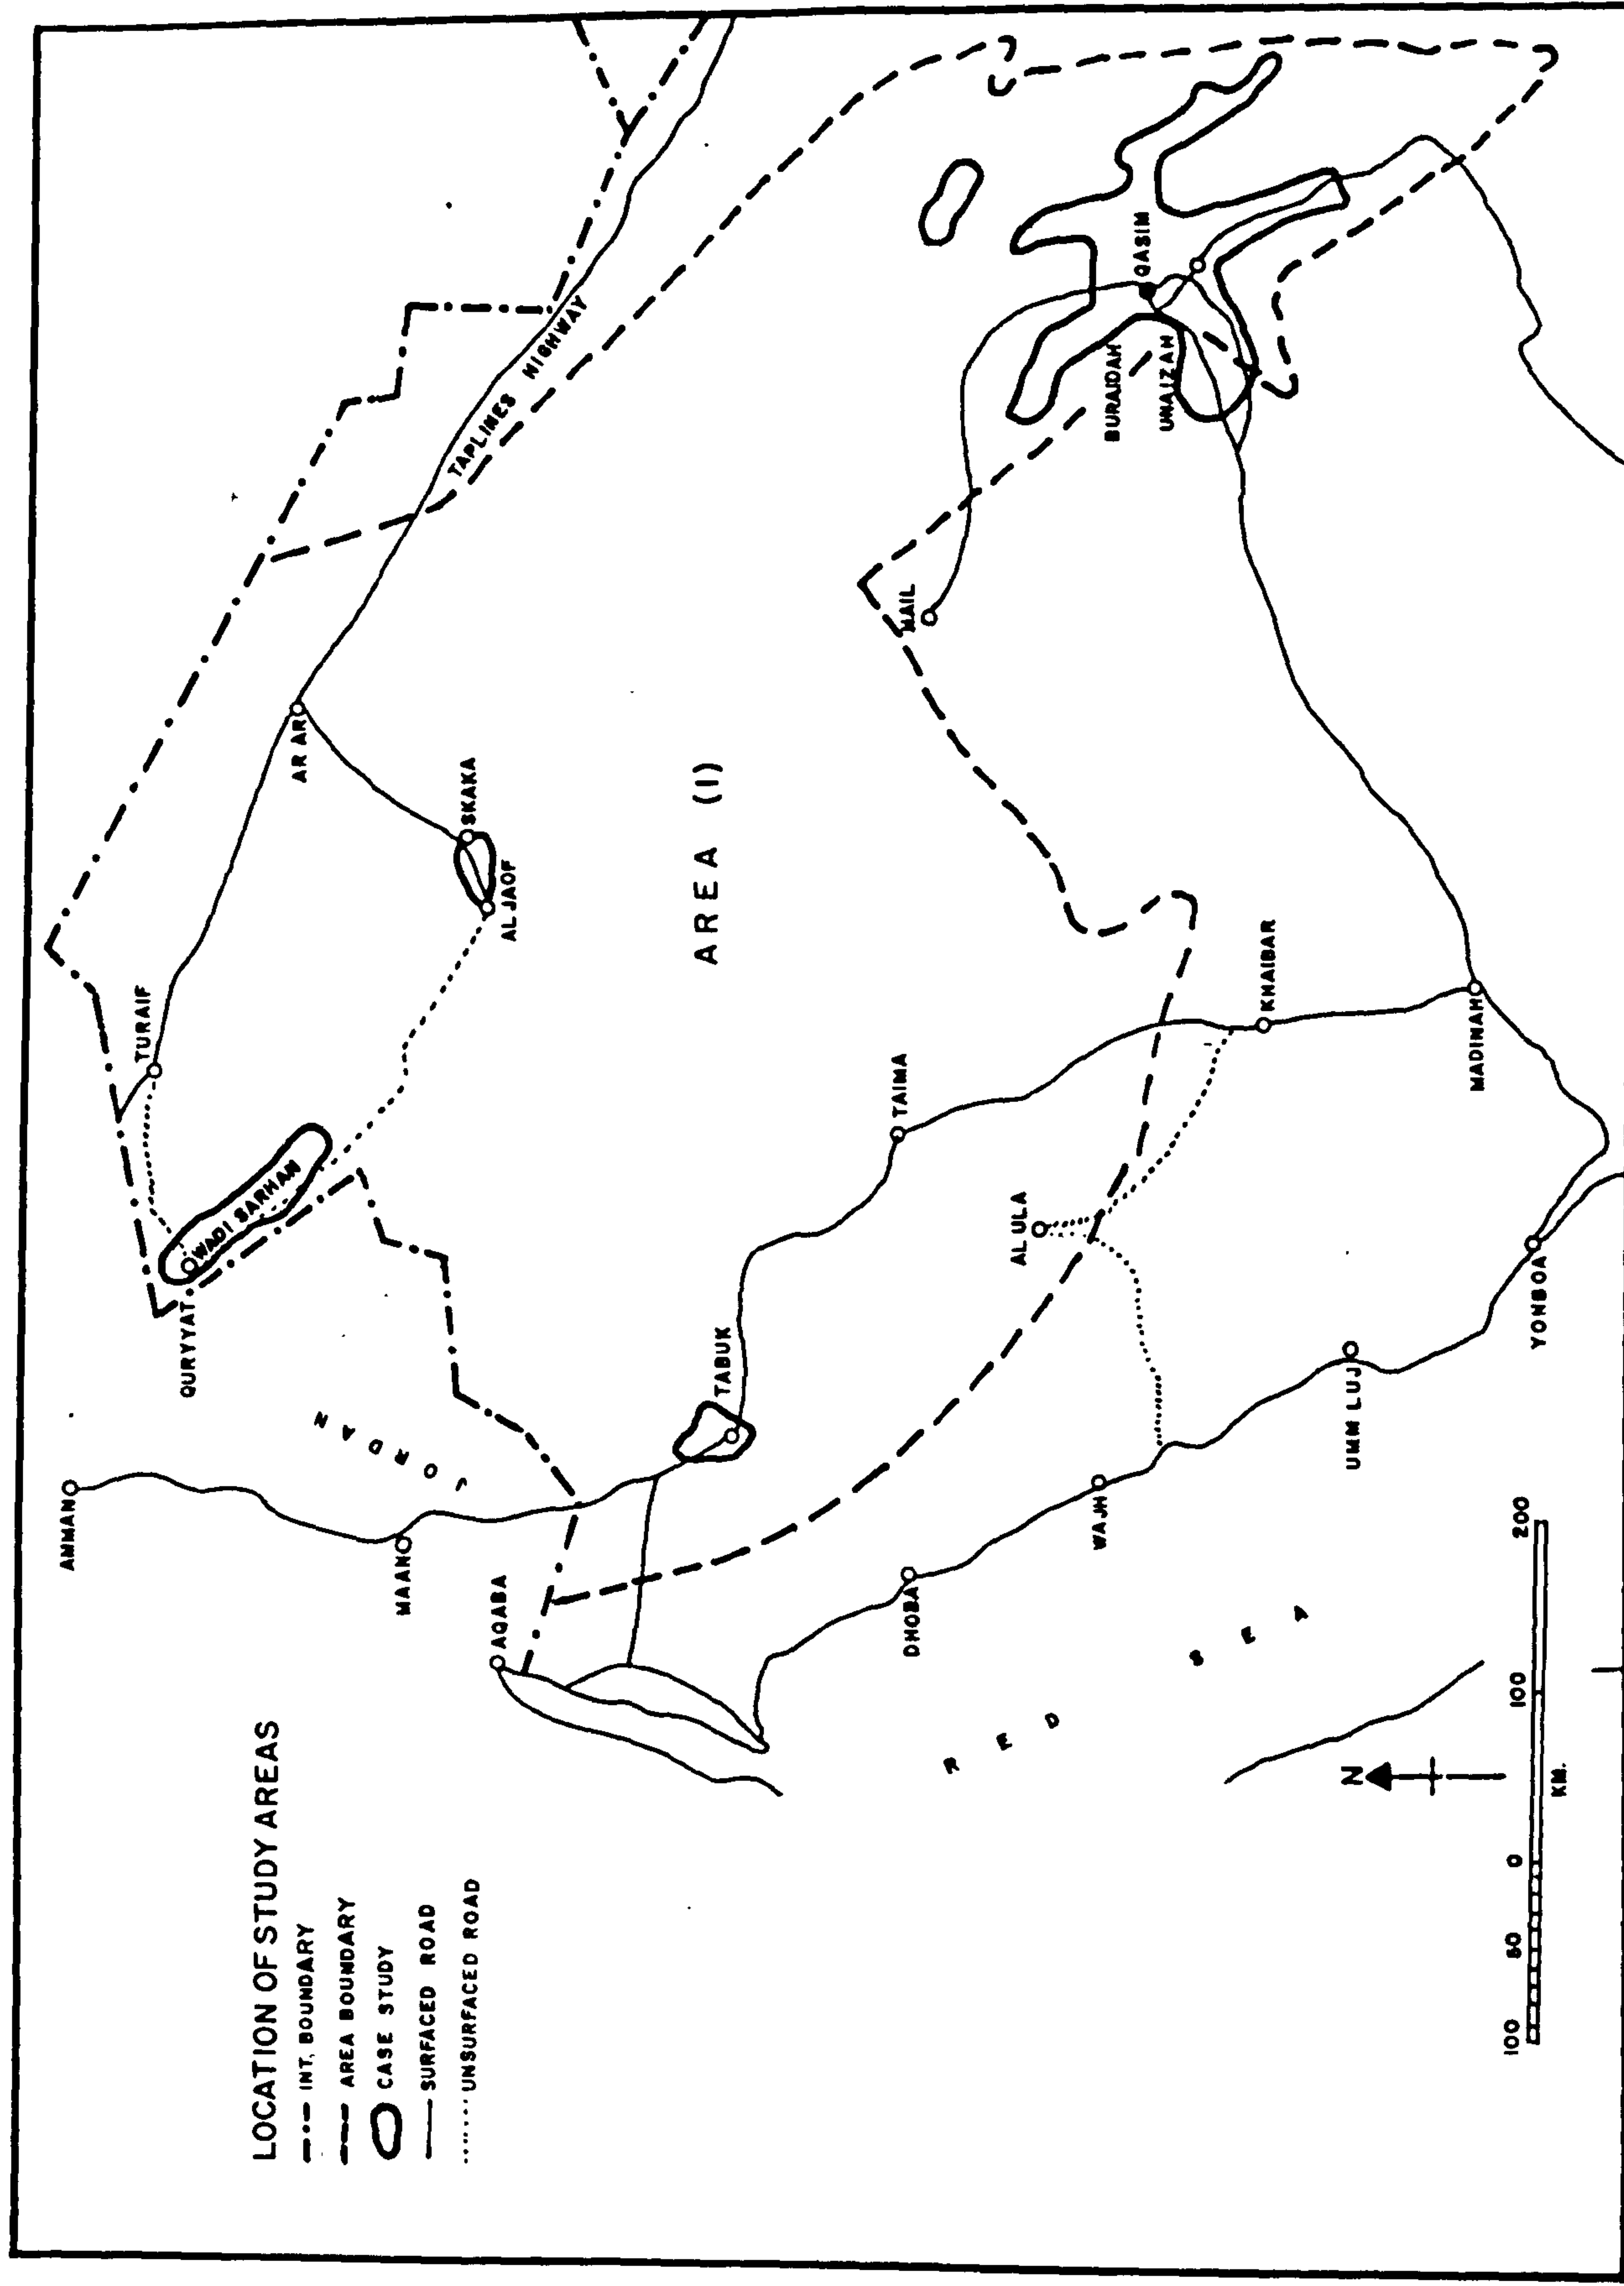 LOCATION OF STUDY AREAS
INT. BOUNDARY
AREA BOUNDARY
CASE STUDY
SURFACED ROAD
UNSURFACED ROAD
AMMAN
MAAN
AQABA
JORDAN
QURYYAT
WADI SARHAN
TURAIF
AR AR
SKAKA
AL JAOF
TAPLINES HIGHWAY
AREA (I)
TABUK
TAIMA
DHOBA
WAJH
AL ULA
KHAIBAR
UMM LUJ
YONBOA
MADINAH
HAIL
BURAIDAH
UNAIZAH
QASIM
RED SEA
N
100 50 0 100 200
KM.